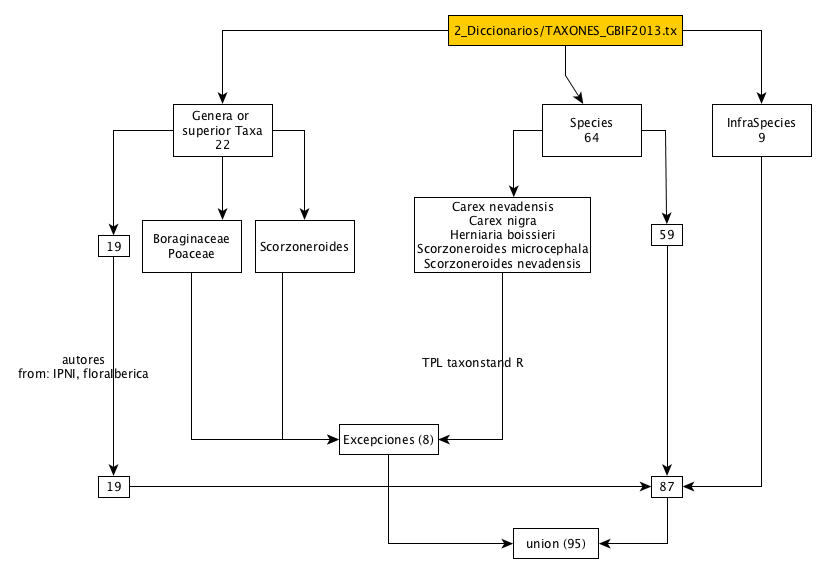 2_Diccionarios/TAXONES_GBIF2013.tx
Genera or
superior Taxa
22
Species
64
InfraSpecies
9
19
Boraginaceae
Poaceae
Scorzoneroides
Carex nevadensis
Carex nigra
Herniaria boissieri
Scorzoneroides microcephala
Scorzoneroides nevadensis
59
autores
from: IPNI, floraIberica
TPL taxonstand R
Excepciones (8)
19
87
union (95)